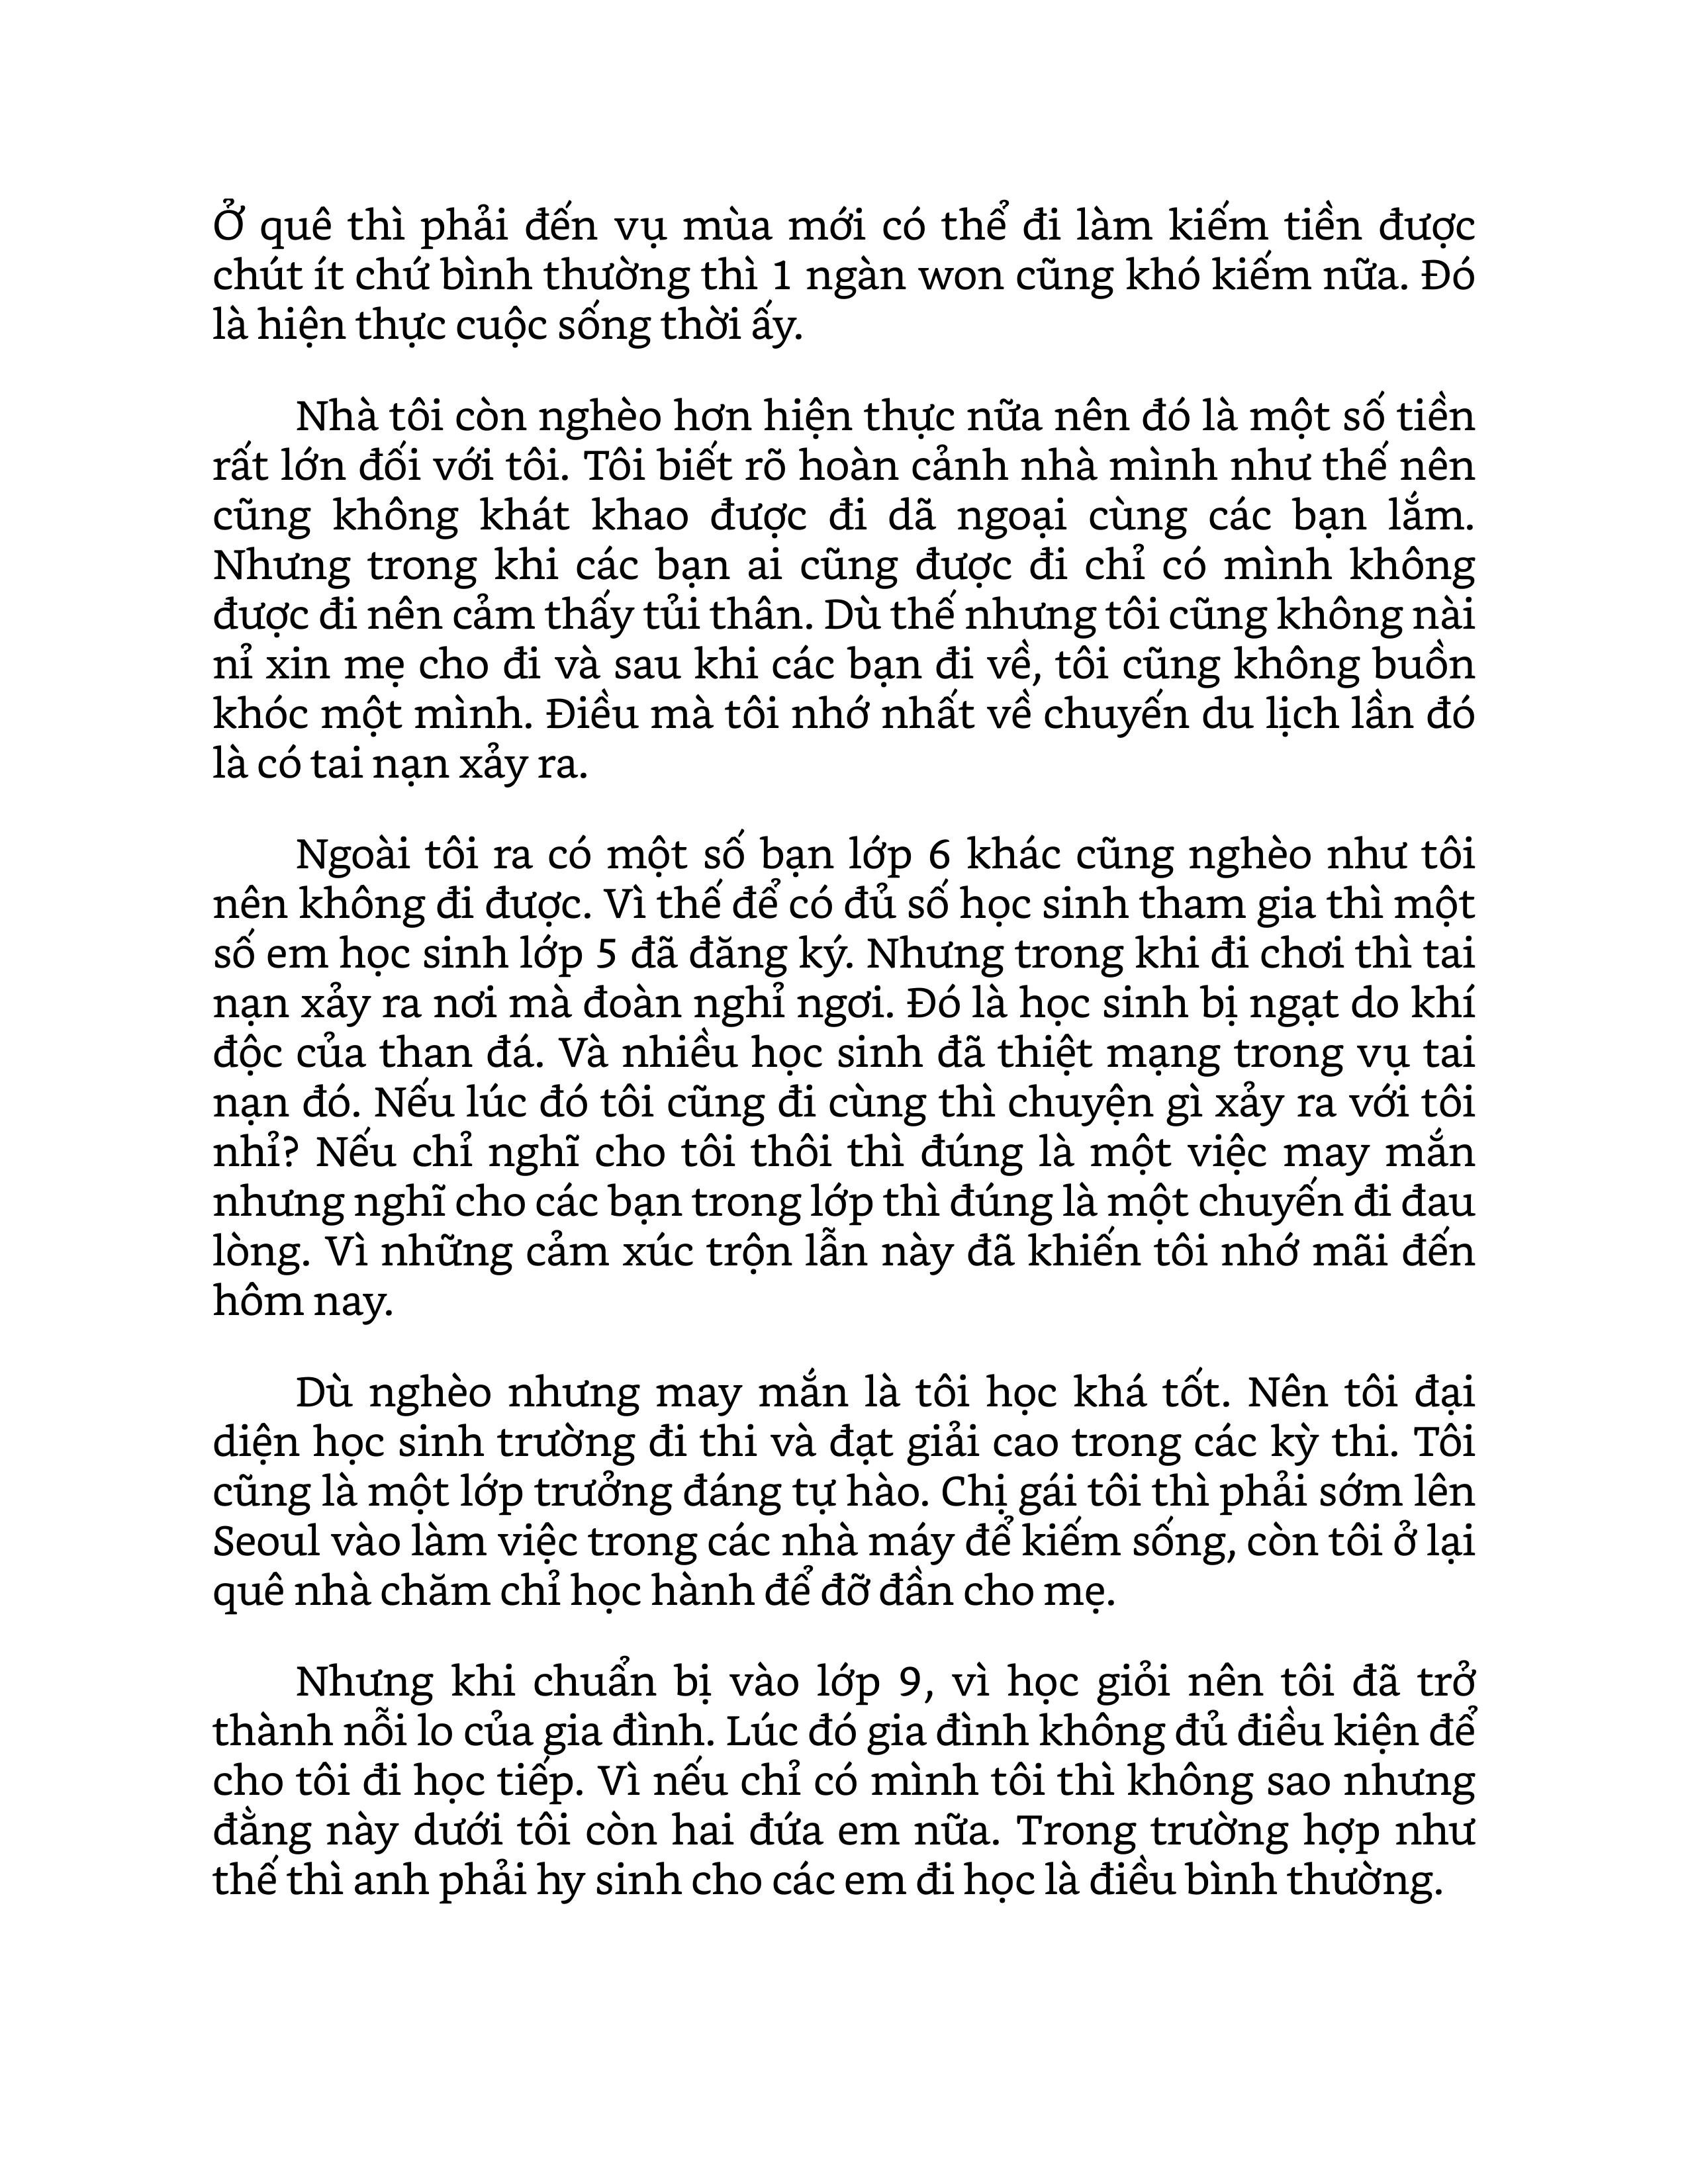 Ở quê thì phải đến vụ mùa mới có thể đi làm kiếm tiền được
chút ít chứ bình thường thì 1 ngàn won cũng khó kiếm nữa. Đó
là hiện thực cuộc sống thời ấy.
Nhà tôi còn nghèo hơn hiện thực nữa nên đó là một số tiền
rất lớn đối với tôi. Tôi biết rõ hoàn cảnh nhà mình như thế nên
cũng không khát khao được đi dã ngoại cùng các bạn lắm.
Nhưng trong khi các bạn ai cũng được đi chỉ có mình không
được đi nên cảm thấy tủi thân. Dù thế nhưng tôi cũng không nài
nỉ xin mẹ cho đi và sau khi các bạn đi về, tôi cũng không buồn
khóc một mình. Điều mà tôi nhớ nhất về chuyến du lịch lần đó
là có tai nạn xảy ra.
Ngoài tôi ra có một số bạn lớp 6 khác cũng nghèo như tôi
nên không đi được. Vì thế để có đủ số học sinh tham gia thì một
số em học sinh lớp 5 đã đăng ký. Nhưng trong khi đi chơi thì tai
nạn xảy ra nơi mà đoàn nghỉ ngơi. Đó là học sinh bị ngạt do khí
độc của than đá. Và nhiều học sinh đã thiệt mạng trong vụ tai
nạn đó. Nếu lúc đó tôi cũng đi cùng thì chuyện gì xảy ra với tôi
nhỉ? Nếu chỉ nghĩ cho tôi thôi thì đúng là một việc may mắn
nhưng nghĩ cho các bạn trong lớp thì đúng là một chuyến đi đau
lòng. Vì những cảm xúc trộn lẫn này đã khiến tôi nhớ mãi đến
hôm nay.
Dù nghèo nhưng may mắn là tôi học khá tốt. Nên tôi đại
diện học sinh trường đi thi và đạt giải cao trong các kỳ thi. Tôi
cũng là một lớp trưởng đáng tự hào. Chị gái tôi thì phải sớm lên
Seoul vào làm việc trong các nhà máy để kiếm sống, còn tôi ở lại
quê nhà chăm chỉ học hành để đỡ đần cho mẹ.
Nhưng khi chuẩn bị vào lớp 9, vì học giỏi nên tôi đã trở
thành nỗi lo của gia đình. Lúc đó gia đình không đủ điều kiện để
cho tôi đi học tiếp. Vì nếu chỉ có mình tôi thì không sao nhưng
đằng này dưới tôi còn hai đứa em nữa. Trong trường hợp như
thế thì anh phải hy sinh cho các em đi học là điều bình thường.